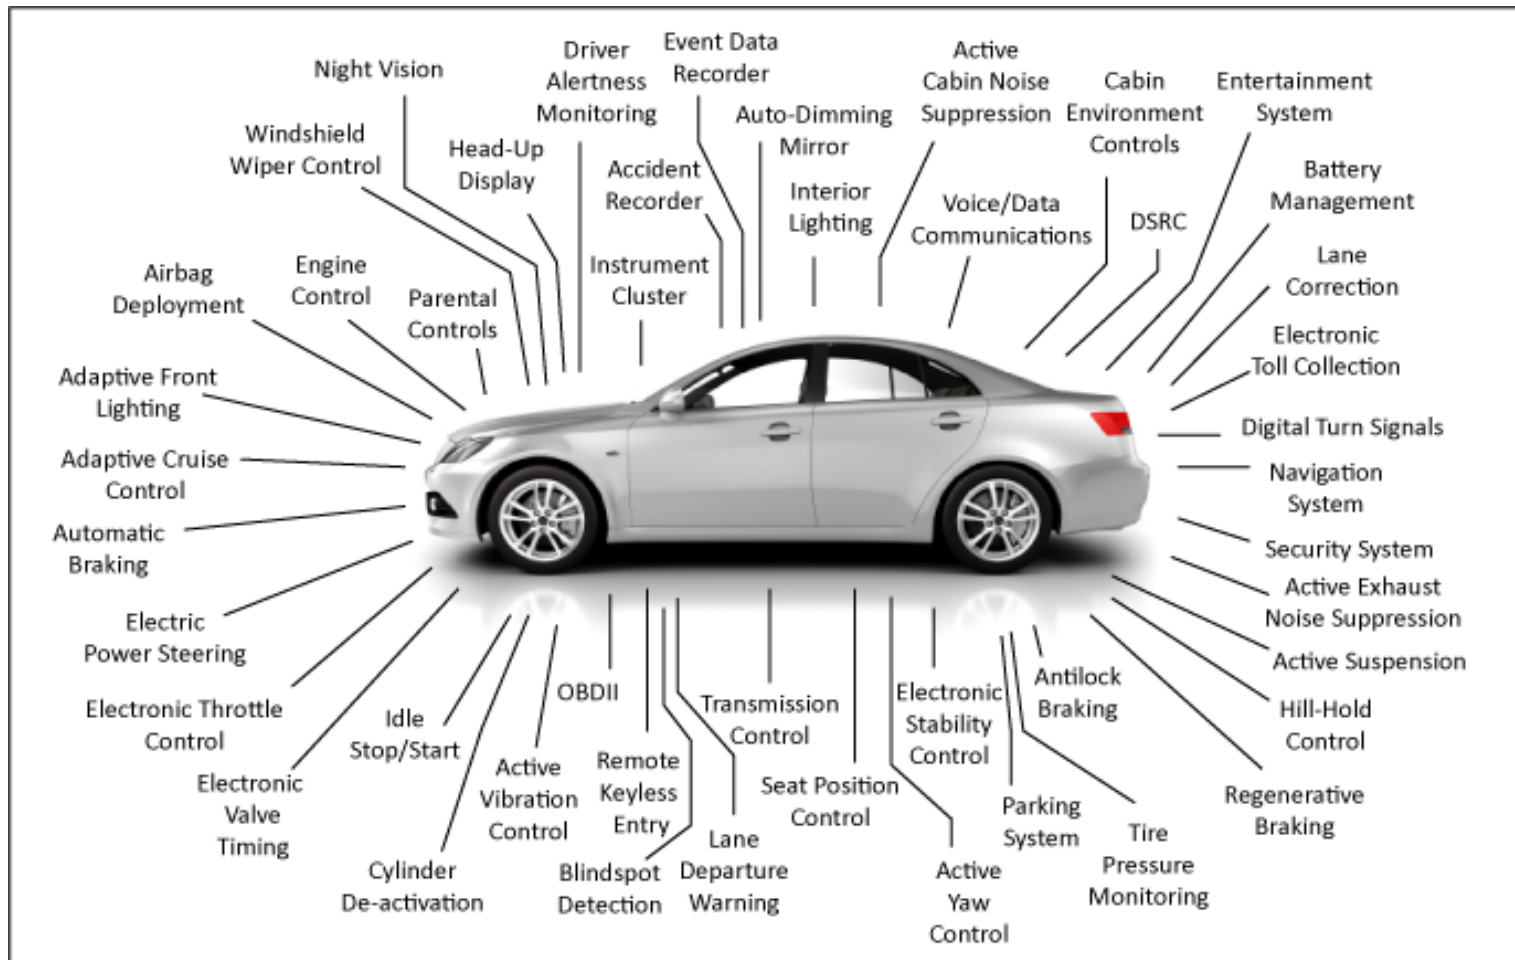 Night Vision
Driver
Alertness
Monitoring
Event Data
Recorder
Active
Cabin Noise
Suppression
Cabin
Environment
Controls
Entertainment
System
Windshield
Wiper Control
Head-Up
Display
Accident
Recorder
Auto-Dimming
Mirror
Interior
Lighting
Voice/Data
Communications
DSRC
Battery
Management
Airbag
Deployment
Engine
Control
Parental
Controls
Instrument
Cluster
Lane
Correction
Electronic
Toll Collection
Adaptive Front
Lighting
Digital Turn Signals
Adaptive Cruise
Control
Navigation
System
Automatic
Braking
Security System
Active Exhaust
Noise Suppression
Electric
Power Steering
Active Suspension
Electronic Throttle
Control
Idle
Stop/Start
OBDII
Transmission
Control
Electronic
Stability
Control
Antilock
Braking
Hill-Hold
Control
Electronic
Valve
Timing
Active
Vibration
Control
Remote
Keyless
Entry
Seat Position
Control
Parking
System
Regenerative
Braking
Cylinder
De-activation
Blindspot
Detection
Lane
Departure
Warning
Active
Yaw
Control
Tire
Pressure
Monitoring